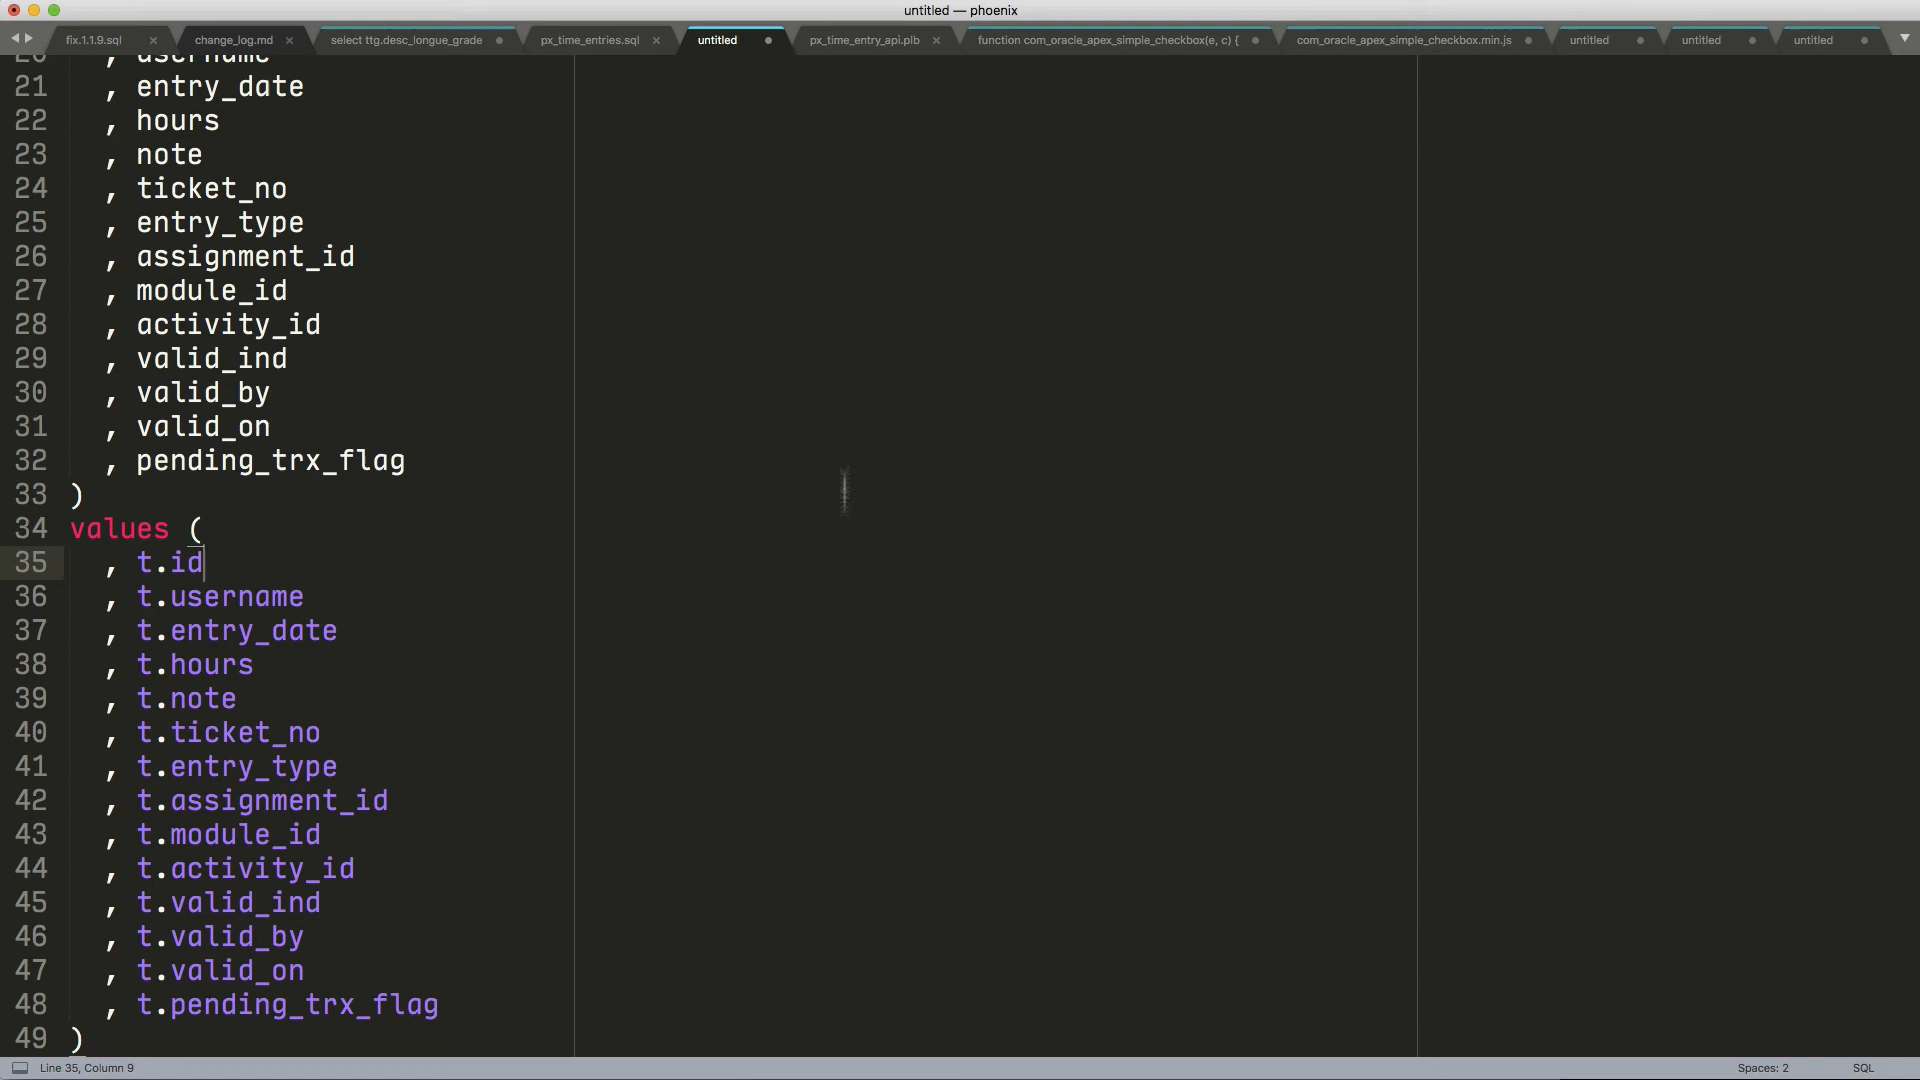 untitled — phoenix
fix.1.1.9.sql
change_log.md
select ttg.desc_longue_grade
px_time_entries.sql
untitled
px_time_entry_api.plb
function com_oracle_apex_simple_checkbox(e, c) {
com_oracle_apex_simple_checkbox.min.js
untitled
untitled
untitled
20 , username
21 , entry_date
22 , hours
23 , note
24 , ticket_no
25 , entry_type
26 , assignment_id
27 , module_id
28 , activity_id
29 , valid_ind
30 , valid_by
31 , valid_on
32 , pending_trx_flag
33 )
34 values (
35 , t.id
36 , t.username
37 , t.entry_date
38 , t.hours
39 , t.note
40 , t.ticket_no
41 , t.entry_type
42 , t.assignment_id
43 , t.module_id
44 , t.activity_id
45 , t.valid_ind
46 , t.valid_by
47 , t.valid_on
48 , t.pending_trx_flag
49 )
Line 35, Column 9
Spaces: 2
SQL